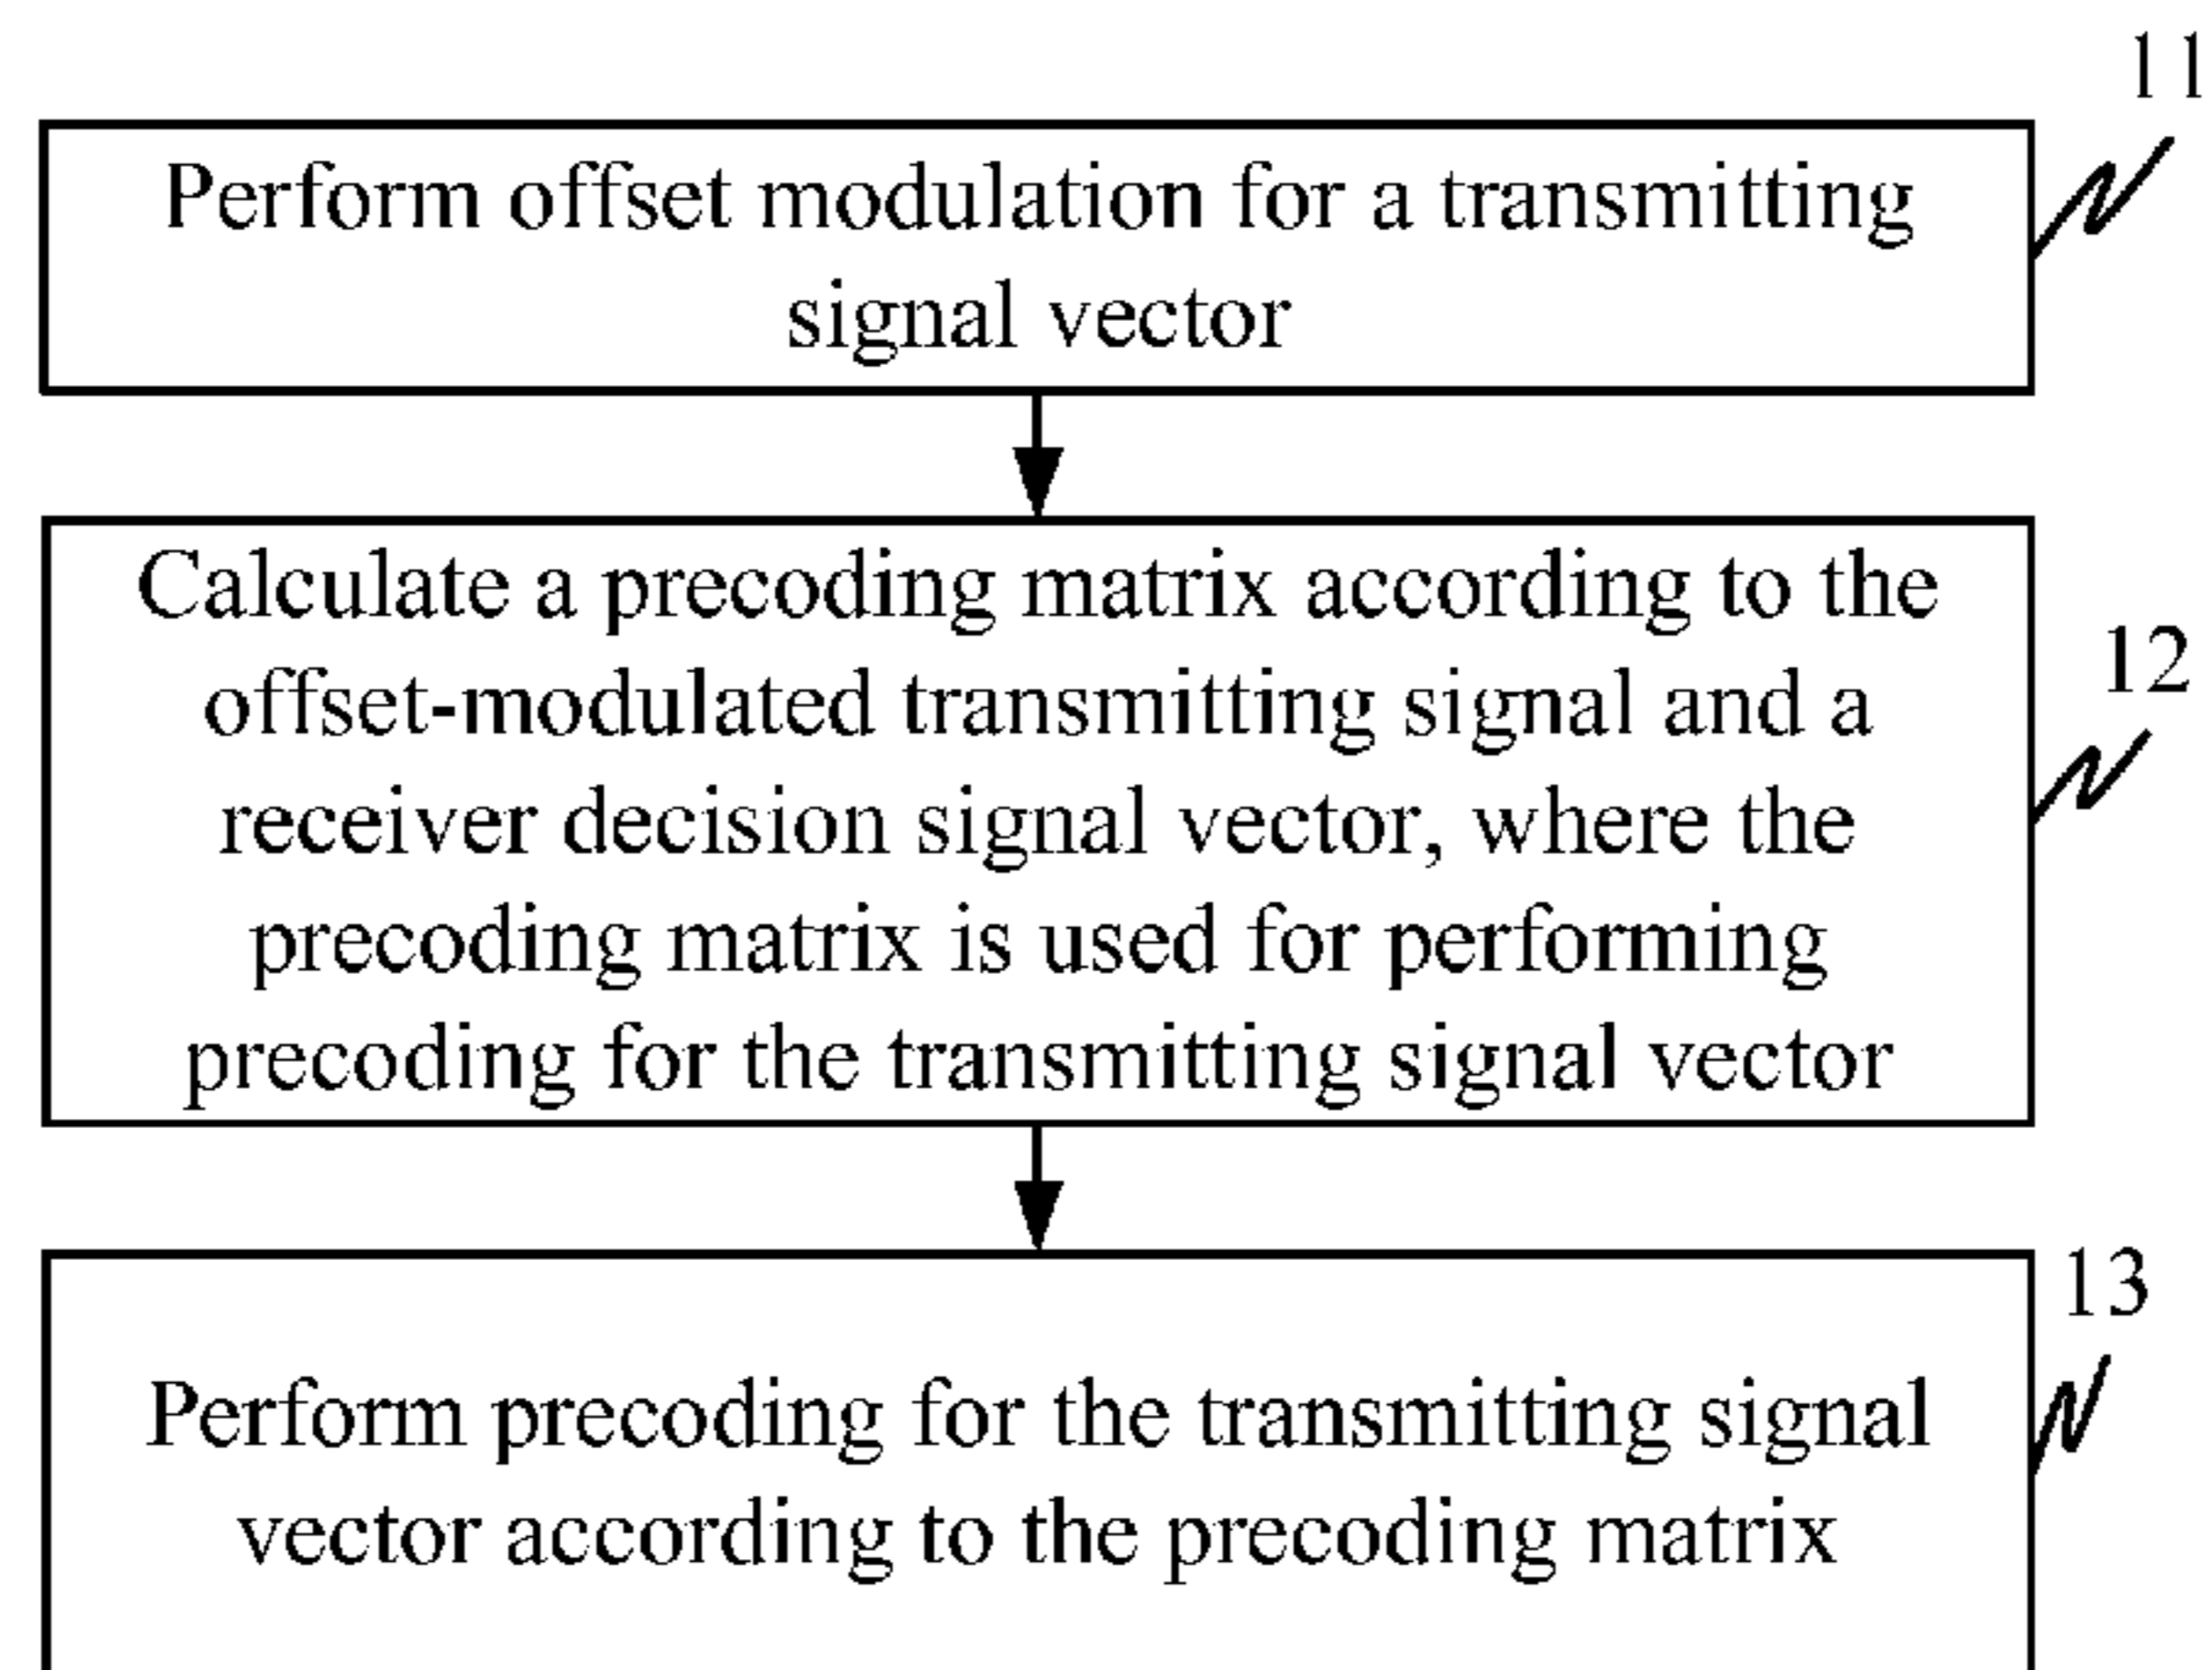 11
Perform offset modulation for a transmitting
signal vector
Calculate a precoding matrix according to the
offset-modulated transmitting signal and a
receiver decision signal vector, where the
precoding matrix is used for performing
precoding for the transmitting signal vector
12
13
Perform precoding for the transmitting signal
vector according to the precoding matrix